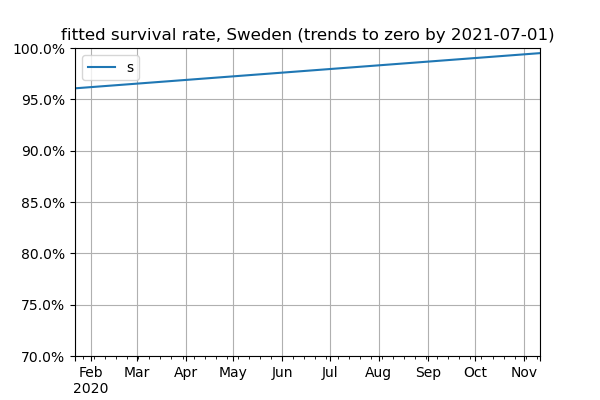 fitted survival rate, Sweden (trends to zero by 2021-07-01)
100.0%
s
95.0%
90.0%
85.0%
80.0%
75.0%
70.0%
Feb Mar Apr May Jun Jul Aug Sep Oct Nov
2020